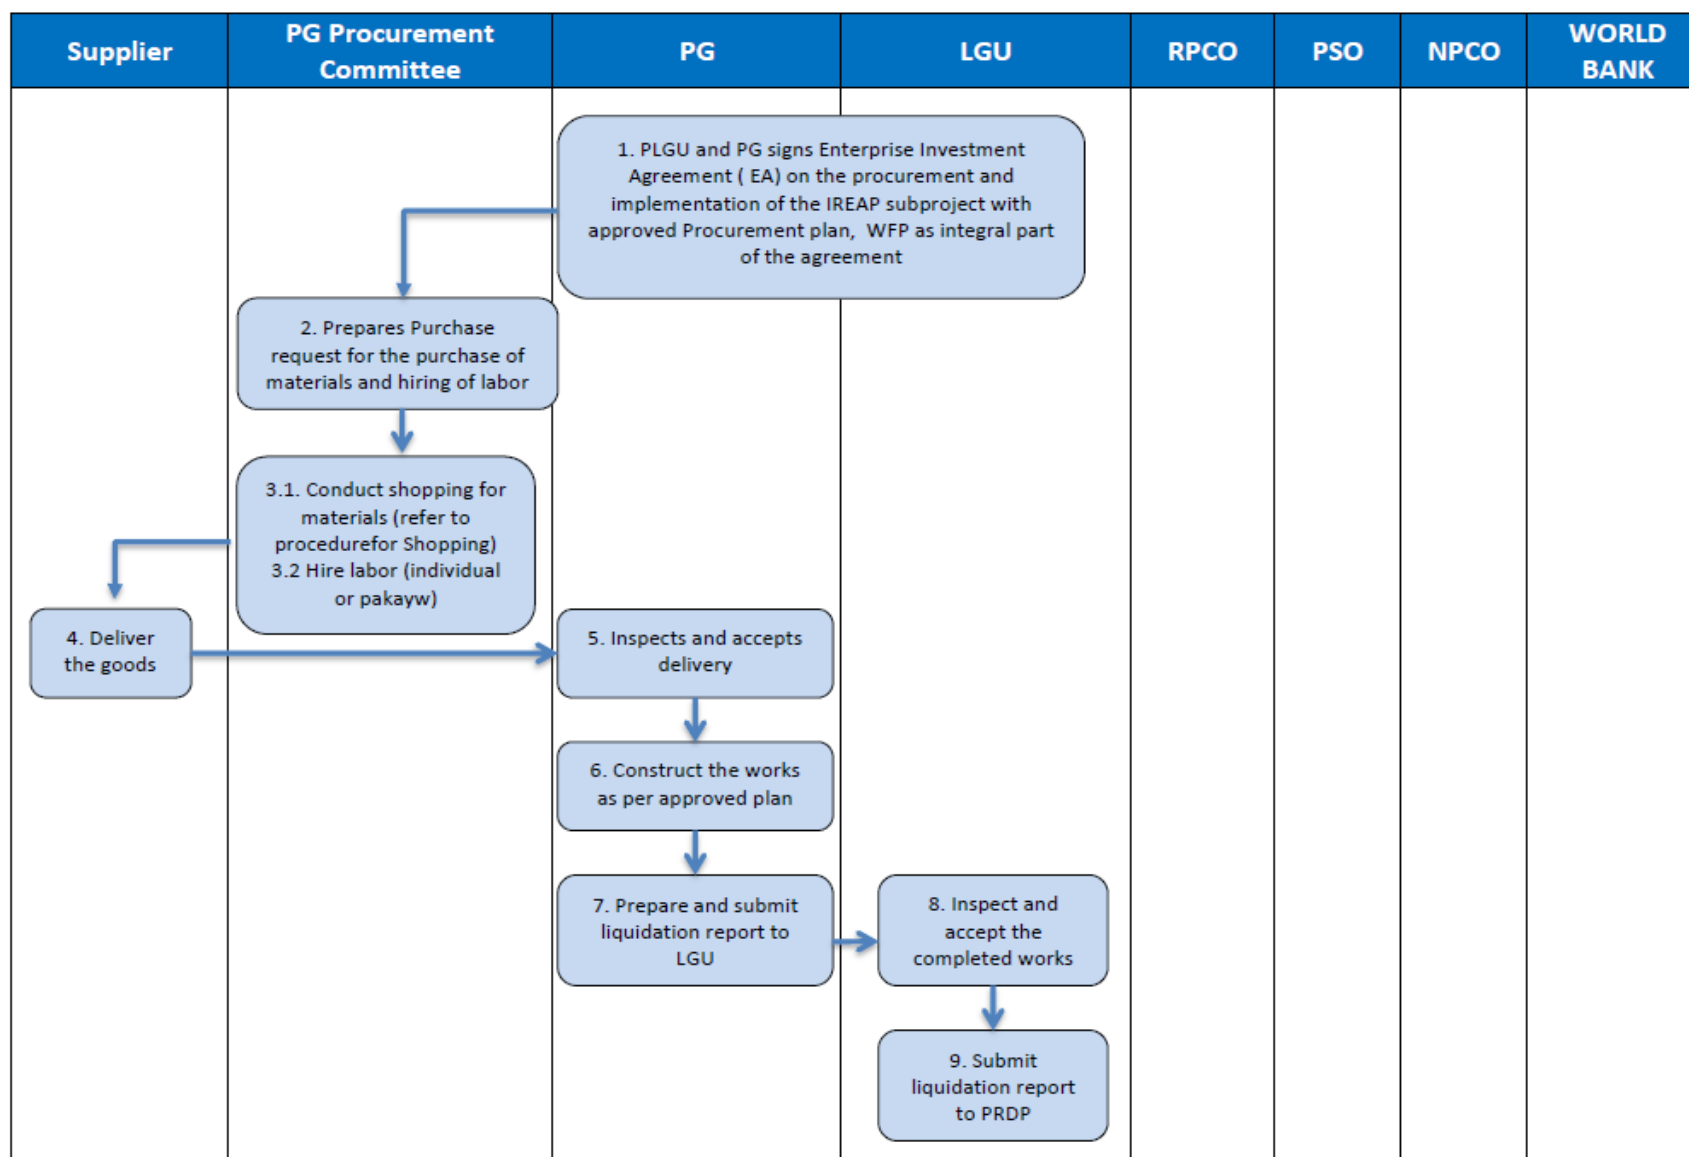 Supplier
PG Procurement
Committee
PG
LGU
RPCO
PSO
NPCO
WORLD
BANK
1. PLGU and PG signs Enterprise Investment
Agreement ( EA) on the procurement and
implementation of the IREAP subproject with
approved Procurement plan,  WFP as integral part
of the agreement
2. Prepares Purchase
request for the purchase of
materials and hiring of labor
3.1. Conduct shopping for
materials (refer to
procedurefor Shopping)
3.2 Hire labor (individual
or pakayw)
4. Deliver
the goods
5. Inspects and accepts
delivery
6. Construct the works
as per approved plan
7. Prepare and submit
liquidation report to
LGU
8. Inspect and
accept the
completed works
9. Submit
liquidation report
to PRDP